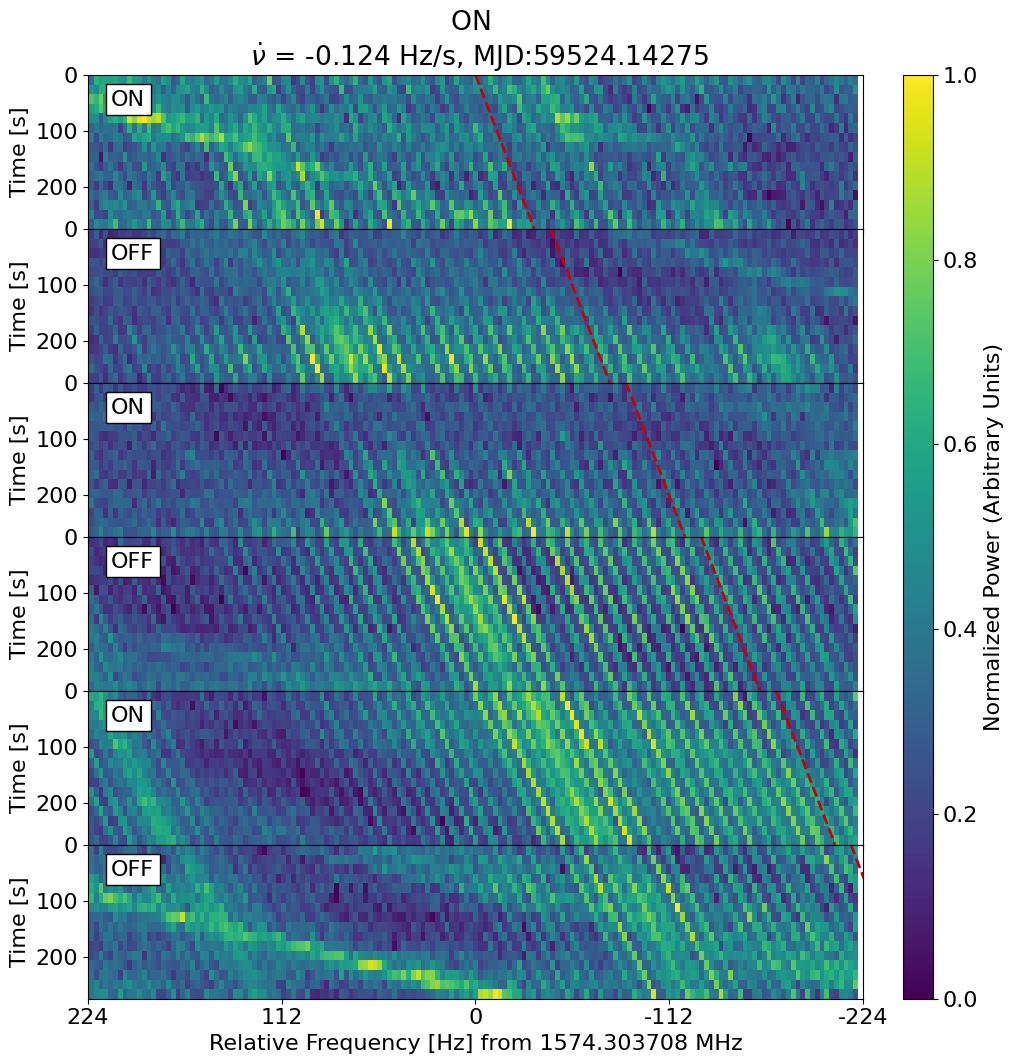 ON
ν̇ = -0.124 Hz/s, MJD:59524.14275
0
ON
100
Time [s]
200
0
OFF
100
Time [s]
200
0
ON
100
Time [s]
200
0
OFF
100
Time [s]
200
0
ON
100
Time [s]
200
0
OFF
100
Time [s]
200
224 112 0 -112 -224
Relative Frequency [Hz] from 1574.303708 MHz
1.0
0.8
0.6
0.4
0.2
0.0
Normalized Power (Arbitrary Units)